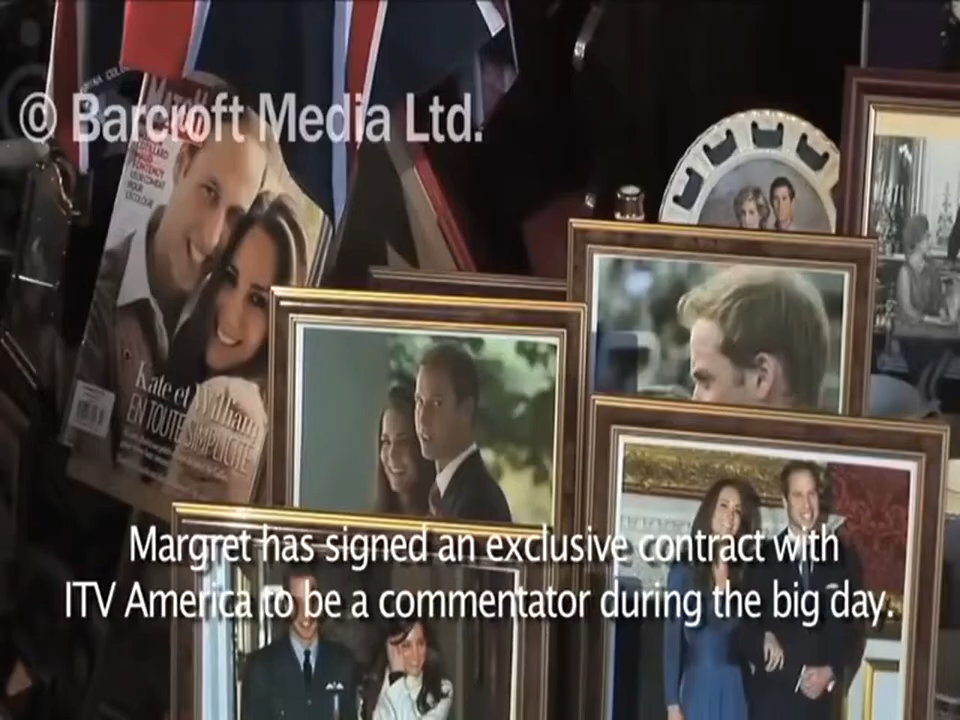 © Barcroft Media Ltd.
Kate et William
EN TOUTE SIMPLICITÉ
Margret has signed an exclusive contract with
ITV America to be a commentator during the big day.